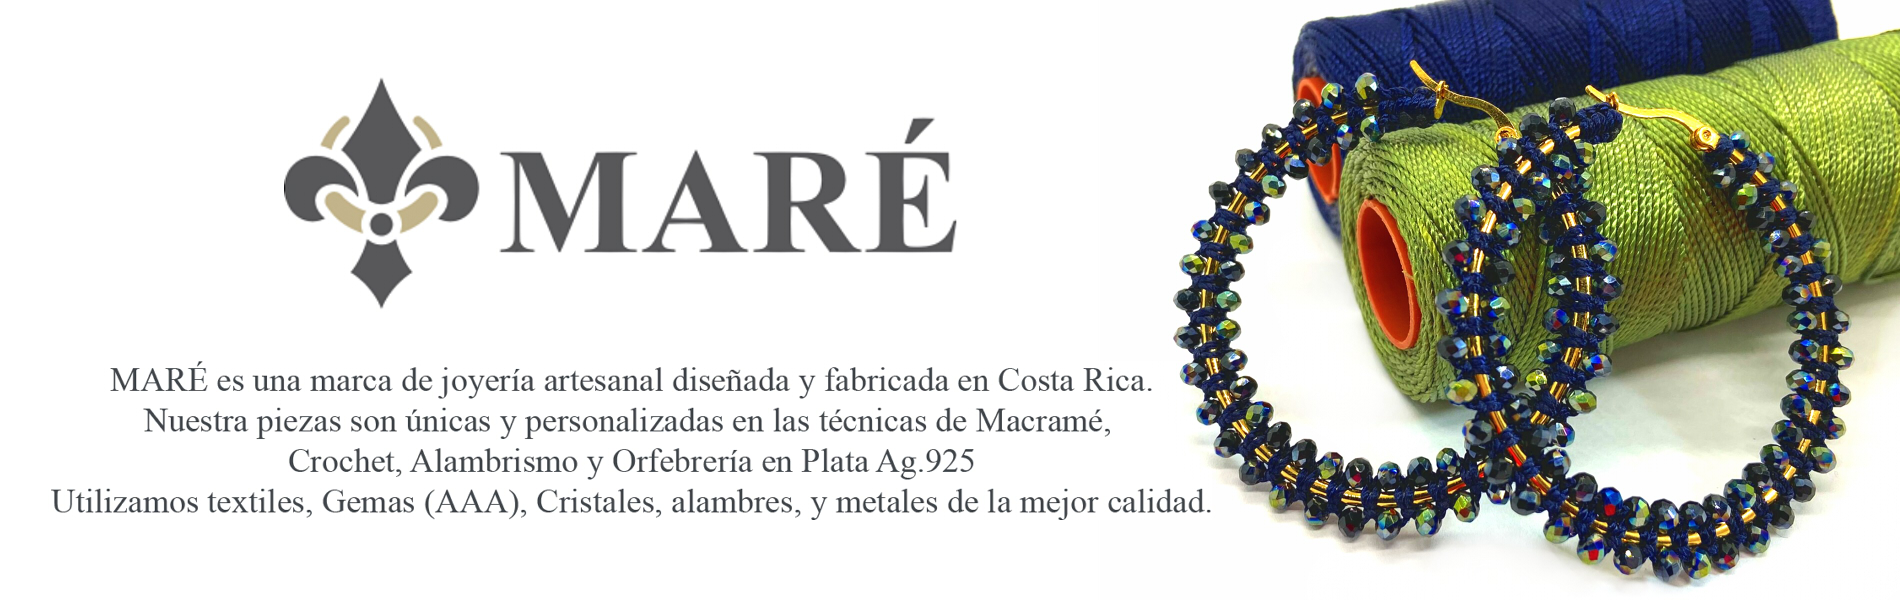 MARÉ
MARÉ es una marca de joyería artesanal diseñada y fabricada en Costa Rica.
Nuestra piezas son únicas y personalizadas en las técnicas de Macramé,
Crochet, Alambrismo y Orfebrería en Plata Ag.925
Utilizamos textiles, Gemas (AAA), Cristales, alambres, y metales de la mejor calidad.